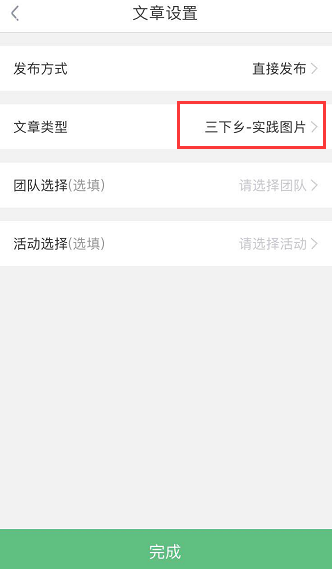 文章设置
发布方式 直接发布
文章类型 三下乡-实践图片
团队选择(选填) 请选择团队
活动选择(选填) 请选择活动
完成